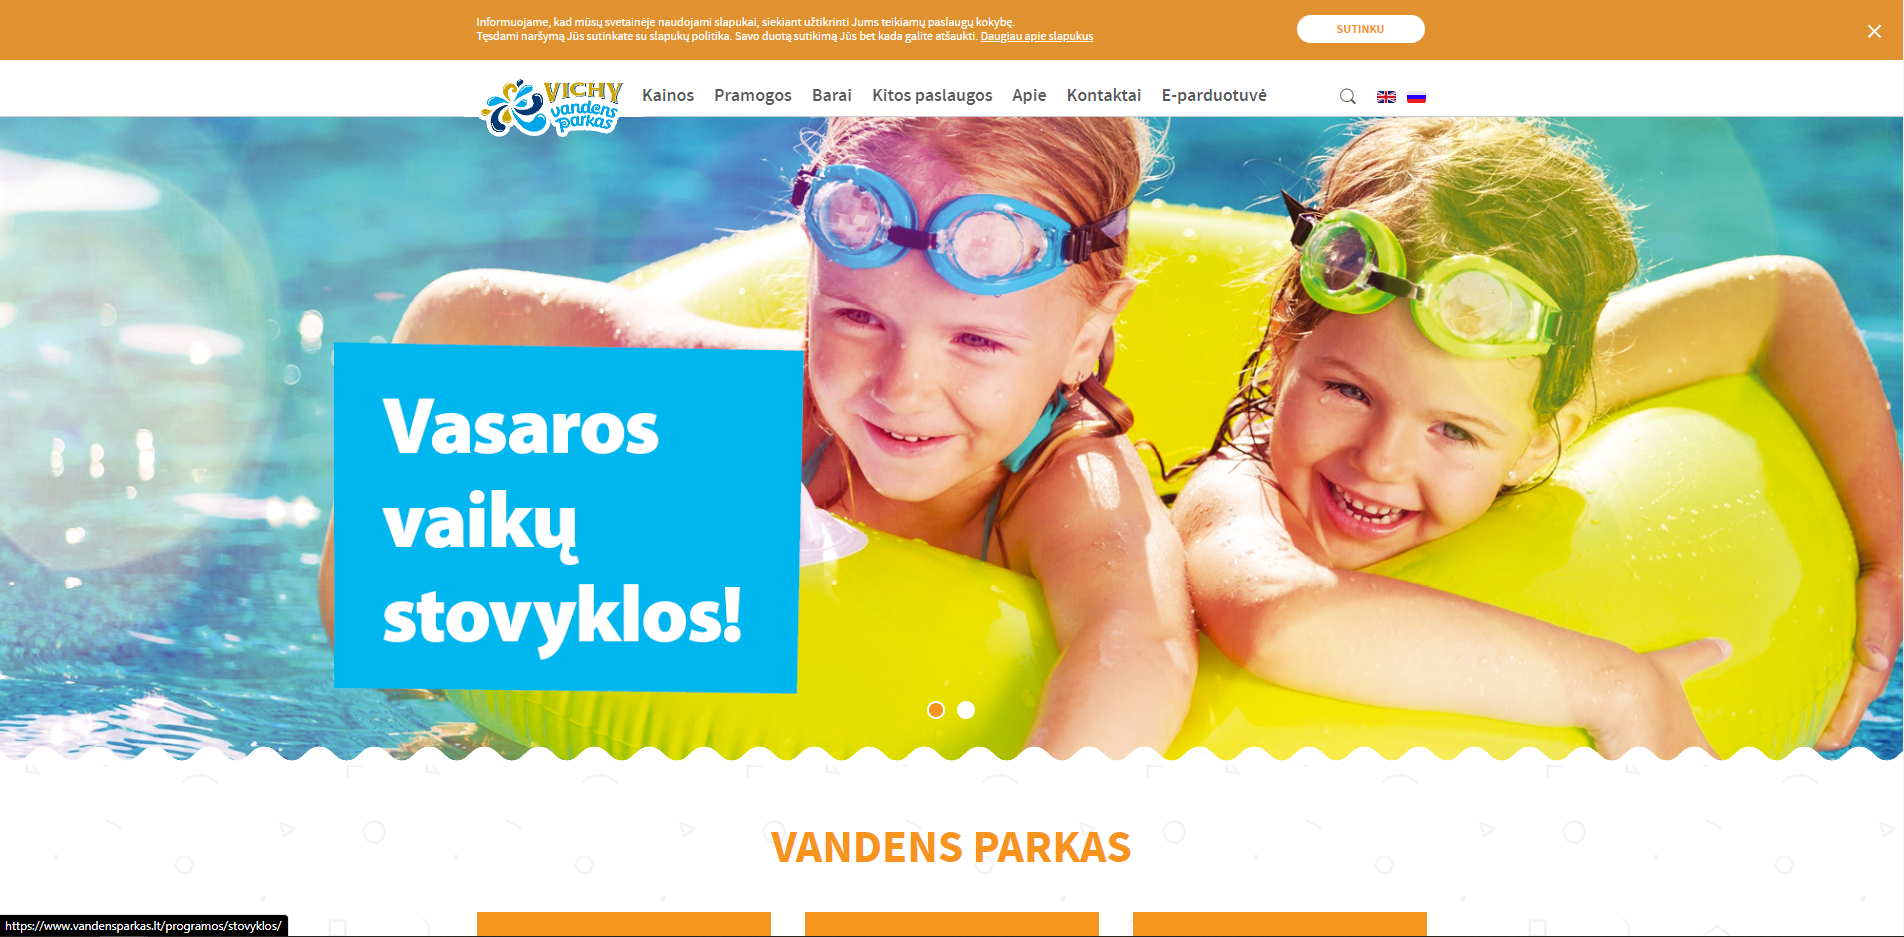 Informuojame, kad mūsų svetainėje naudojami slapukai, siekiant užtikrinti Jums teikiamų paslaugų kokybę.
Tęsdami naršymą Jūs sutinkate su slapukų politika. Savo duotą sutikimą Jūs bet kada galite atšaukti. Daugiau apie slapukus
SUTINKU
VICHY
vandens
parkas
Kainos Pramogos Barai Kitos paslaugos Apie Kontaktai E-parduotuvė
Vasaros
vaikų
stovyklos!
VANDENS PARKAS
https://www.vandensparkas.lt/programos/stovyklos/